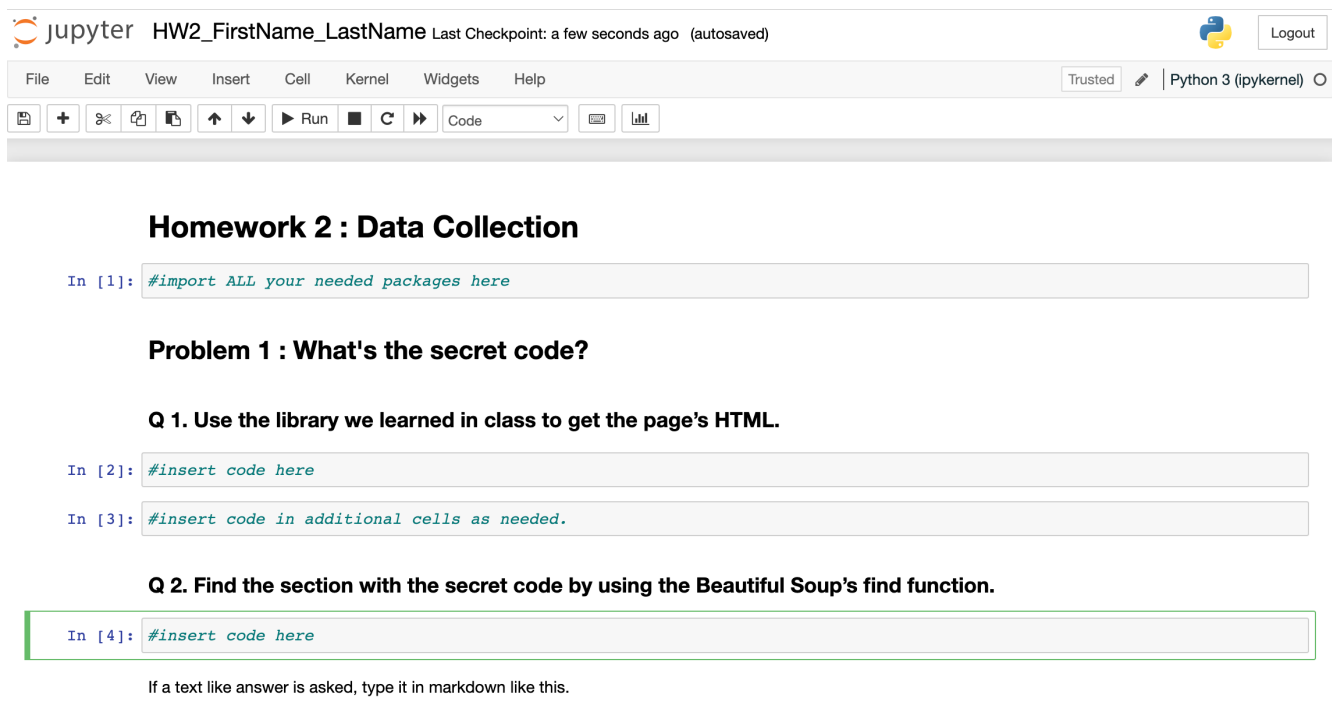 jupyter HW2_FirstName_LastName Last Checkpoint: a few seconds ago (autosaved) Logout
File Edit View Insert Cell Kernel Widgets Help Trusted Python 3 (ipykernel)
Run Code
Homework 2 : Data Collection
In [1]: #import ALL your needed packages here
Problem 1 : What's the secret code?
Q 1. Use the library we learned in class to get the page’s HTML.
In [2]: #insert code here
In [3]: #insert code in additional cells as needed.
Q 2. Find the section with the secret code by using the Beautiful Soup’s find function.
In [4]: #insert code here
If a text like answer is asked, type it in markdown like this.